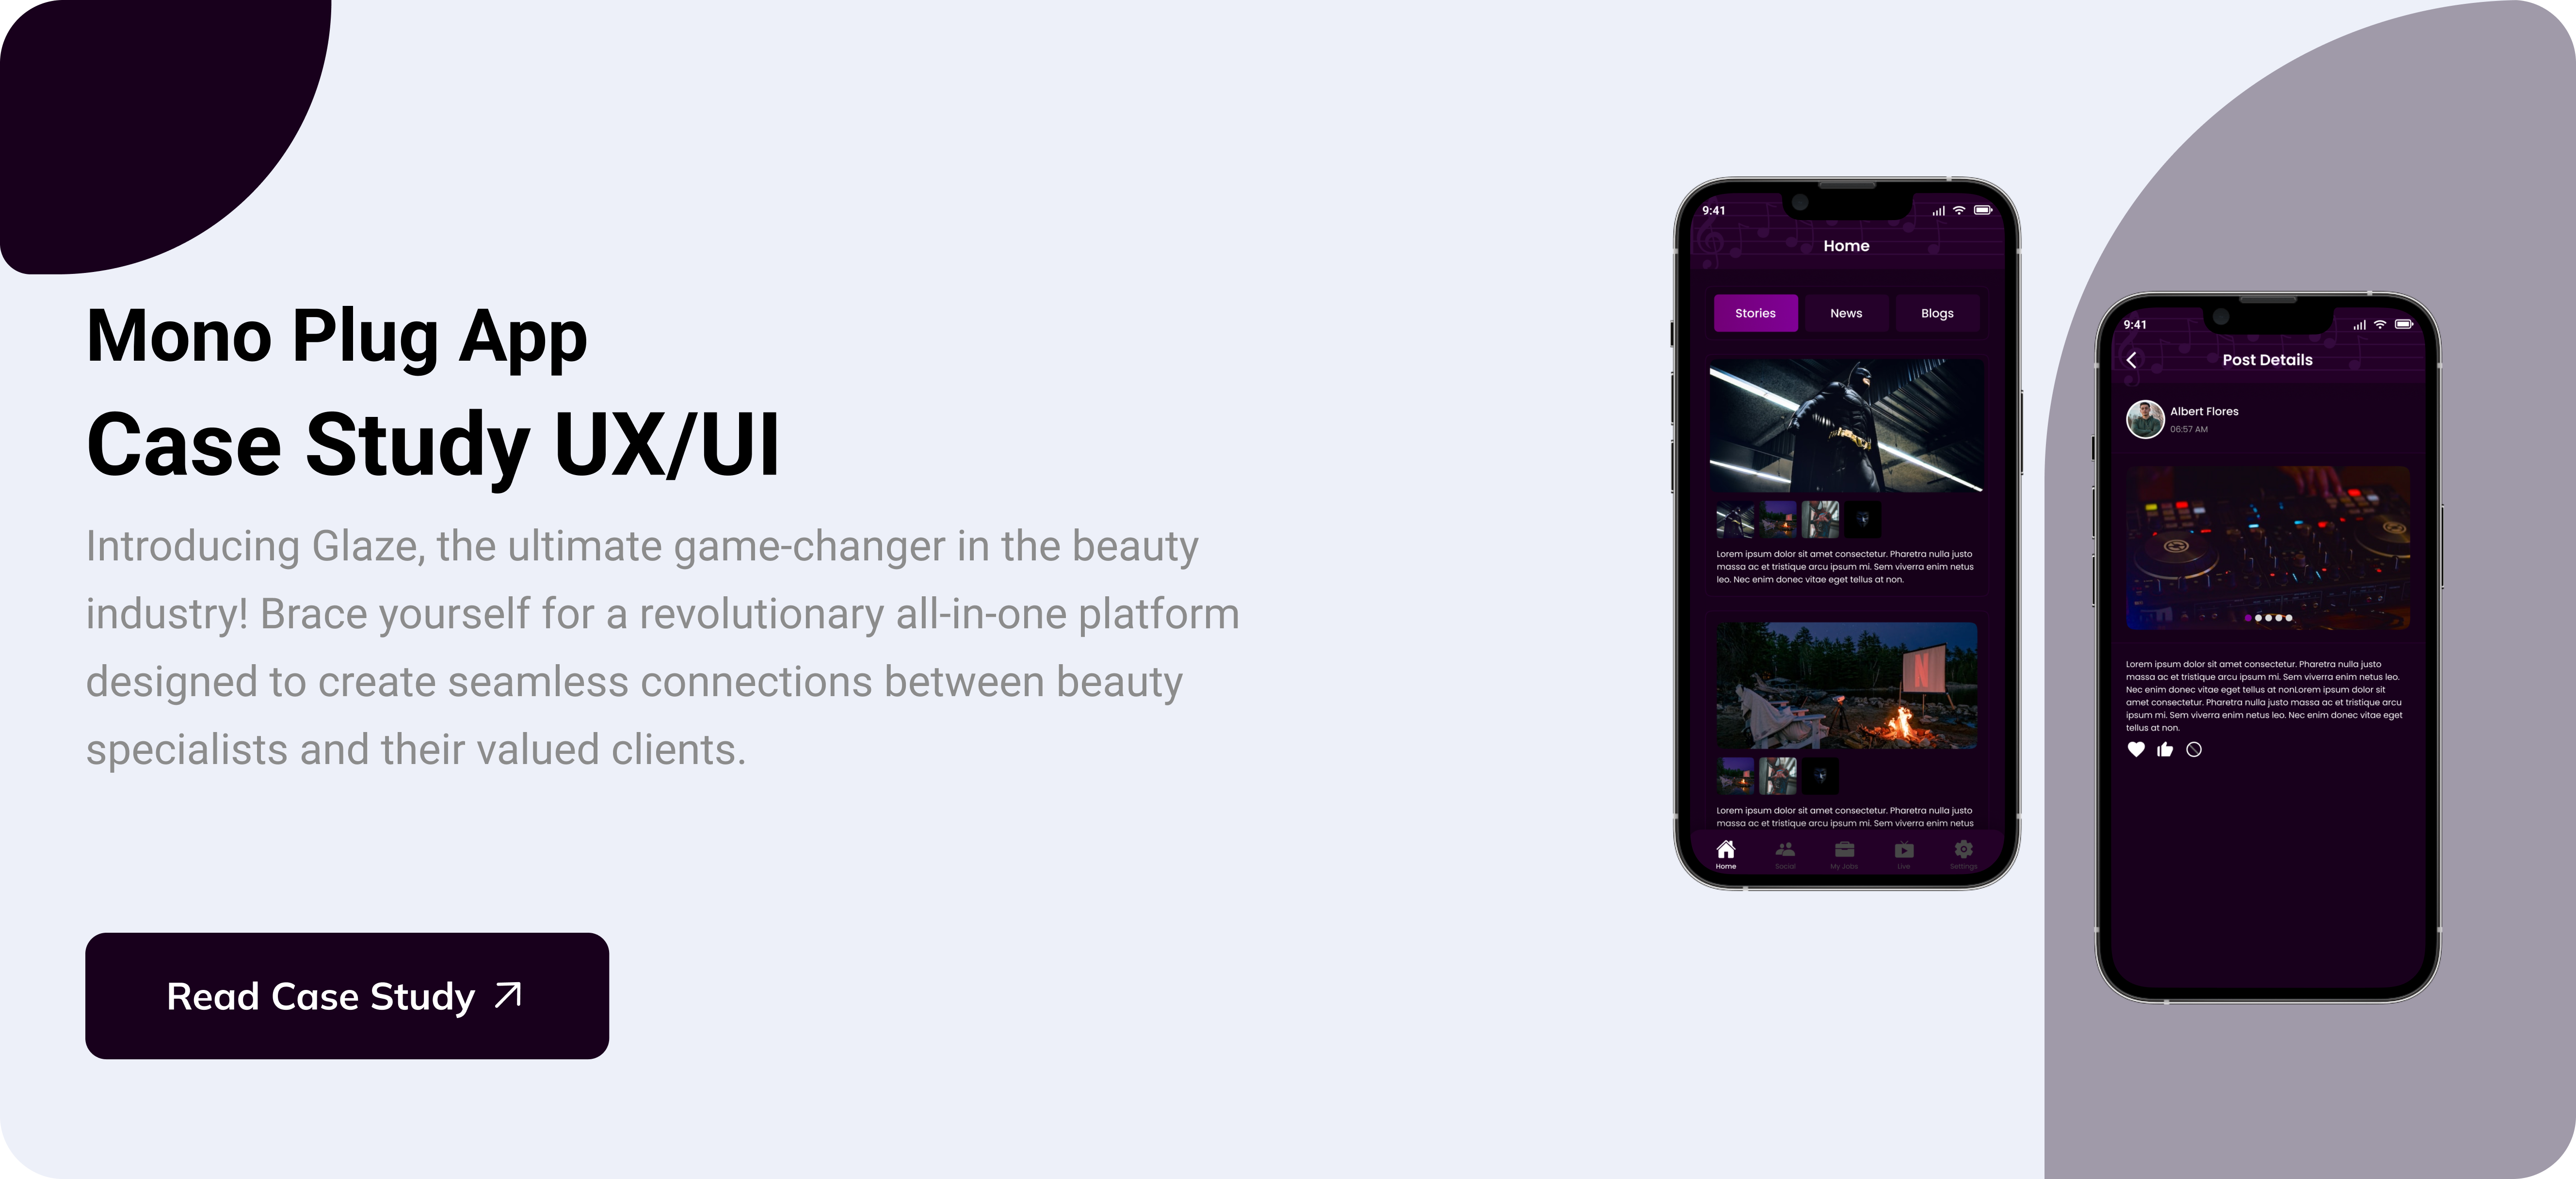 Mono Plug App
Case Study UX/UI
Introducing Glaze, the ultimate game-changer in the beauty
industry! Brace yourself for a revolutionary all-in-one platform
designed to create seamless connections between beauty
specialists and their valued clients.
Read Case Study
9:41
Home
Stories
News
Blogs
Lorem ipsum dolor sit amet consectetur. Pharetra nulla justo
massa ac et tristique arcu ipsum mi. Sem viverra enim netus
leo. Nec enim donec vitae eget tellus at non.
N
Lorem ipsum dolor sit amet consectetur. Pharetra nulla justo
massa ac et tristique arcu ipsum mi. Sem viverra enim netus
Home
Social
My Jobs
Live
Settings
9:41
Post Details
Albert Flores
06:57 AM
Lorem ipsum dolor sit amet consectetur. Pharetra nulla justo
massa ac et tristique arcu ipsum mi. Sem viverra enim netus leo.
Nec enim donec vitae eget tellus at nonLorem ipsum dolor sit
amet consectetur. Pharetra nulla justo massa ac et tristique arcu
ipsum mi. Sem viverra enim netus leo. Nec enim donec vitae eget
tellus at non.